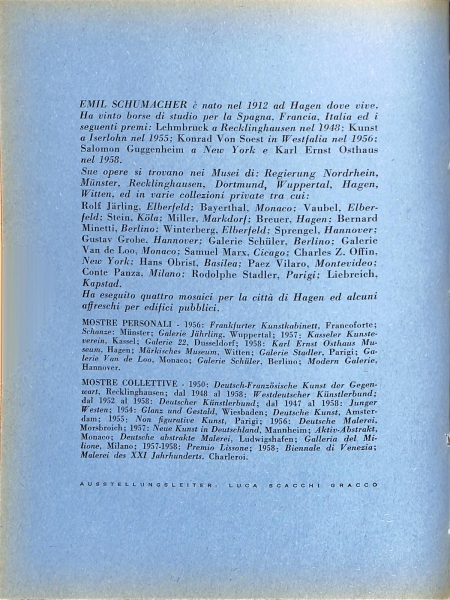 EMIL SCHUMACHER è nato nel 1912 ad Hagen dove vive.
Ha vinto borse di studio per la Spagna, Francia, Italia ed i
seguenti premi: Lehmbruck a Recklinghausen nel 1948; Kunst
a Iserlohn nel 1955; Konrad Von Soest in Westfalia nel 1956;
Salomon Guggenheim a New York e Karl Ernst Osthaus
nel 1958.
Sue opere si trovano nei Musei di: Regierung Nordrhein,
Münster, Recklinghausen, Dortmund, Wuppertal, Hagen,
Witten, ed in varie collezioni private tra cui:
Rolf Järling, Elberfeld; Bayerthal, Monaco; Vaubel, Elber-
feld; Stein, Köla; Miller, Markdorf; Breuer, Hagen; Bernard
Minetti, Berlino; Winterberg, Elberfeld; Sprengel, Hannover;
Gustav Grobe, Hannover; Galerie Schüler, Berlino; Galerie
Van de Loo, Monaco; Samuel Marx, Cicago; Charles Z. Offin,
New York; Hans Obrist, Basilea; Paez Vilaro, Montevideo;
Conte Panza, Milano; Rodolphe Stadler, Parigi; Liebreich,
Kapstad.
Ha eseguito quattro mosaici per la città di Hagen ed alcuni
affreschi per edifici pubblici.
MOSTRE PERSONALI - 1956: Frankfurter Kunstkabinett, Francoforte;
Schanze: Münster; Galerie Jährling, Wuppertal; 1957: Kasseler Kunste-
verein, Kassel; Galerie 22, Dusseldorf; 1958: Karl Ernst Osthaus Mu-
seum, Hagen; Märkisches Museum, Witten; Galerie Stadler, Parigi; Ga-
lerie Van de Loo, Monaco; Galerie Schüler, Berlino; Modern Galerie,
Hannover.
MOSTRE COLLETTIVE - 1950: Deutsch-Französische Kunst der Gegen-
wart, Recklinghausen; dal 1948 al 1958: Westdeutscher Künstlerbund;
dal 1952 al 1958: Deutscher Künstlerbund; dal 1947 al 1958: Junger
Westen; 1954: Glanz und Gestald, Wiesbaden; Deutsche Kunst, Amster-
dam; 1955: Non figurative Kunst, Parigi; 1956: Deutsche Malerei,
Morsbroich; 1957: Neue Kunst in Deutschland, Mannheim; Aktiv-Abstrakt,
Monaco; Deutsche abstrakte Malerei, Ludwigshafen; Galleria del Mi-
lione, Milano; 1957-1958: Premio Lissone; 1958; Biennale di Venezia;
Malerei des XXI Jahrhunderts, Charleroi.
AUSSTELLUNGSLEITER: LUCA SCACCHI GRACCO